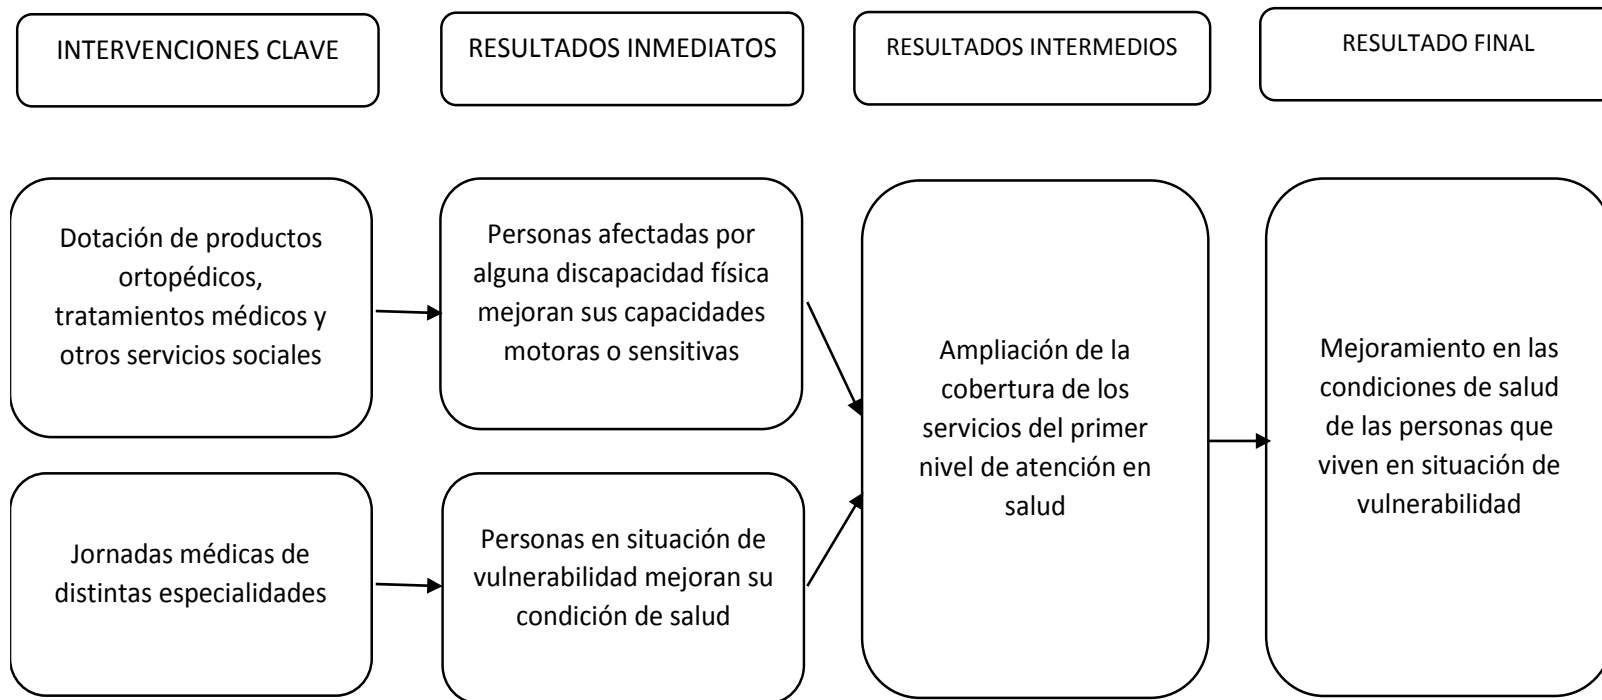 INTERVENCIONES CLAVE
RESULTADOS INMEDIATOS
RESULTADOS INTERMEDIOS
RESULTADO FINAL
Dotación de productos
ortopédicos,
tratamientos médicos y
otros servicios sociales
Personas afectadas por
alguna discapacidad física
mejoran sus capacidades
motoras o sensitivas
Jornadas médicas de
distintas especialidades
Personas en situación de
vulnerabilidad mejoran su
condición de salud
Ampliación de la
cobertura de los
servicios del primer
nivel de atención en
salud
Mejoramiento en las
condiciones de salud
de las personas que
viven en situación de
vulnerabilidad